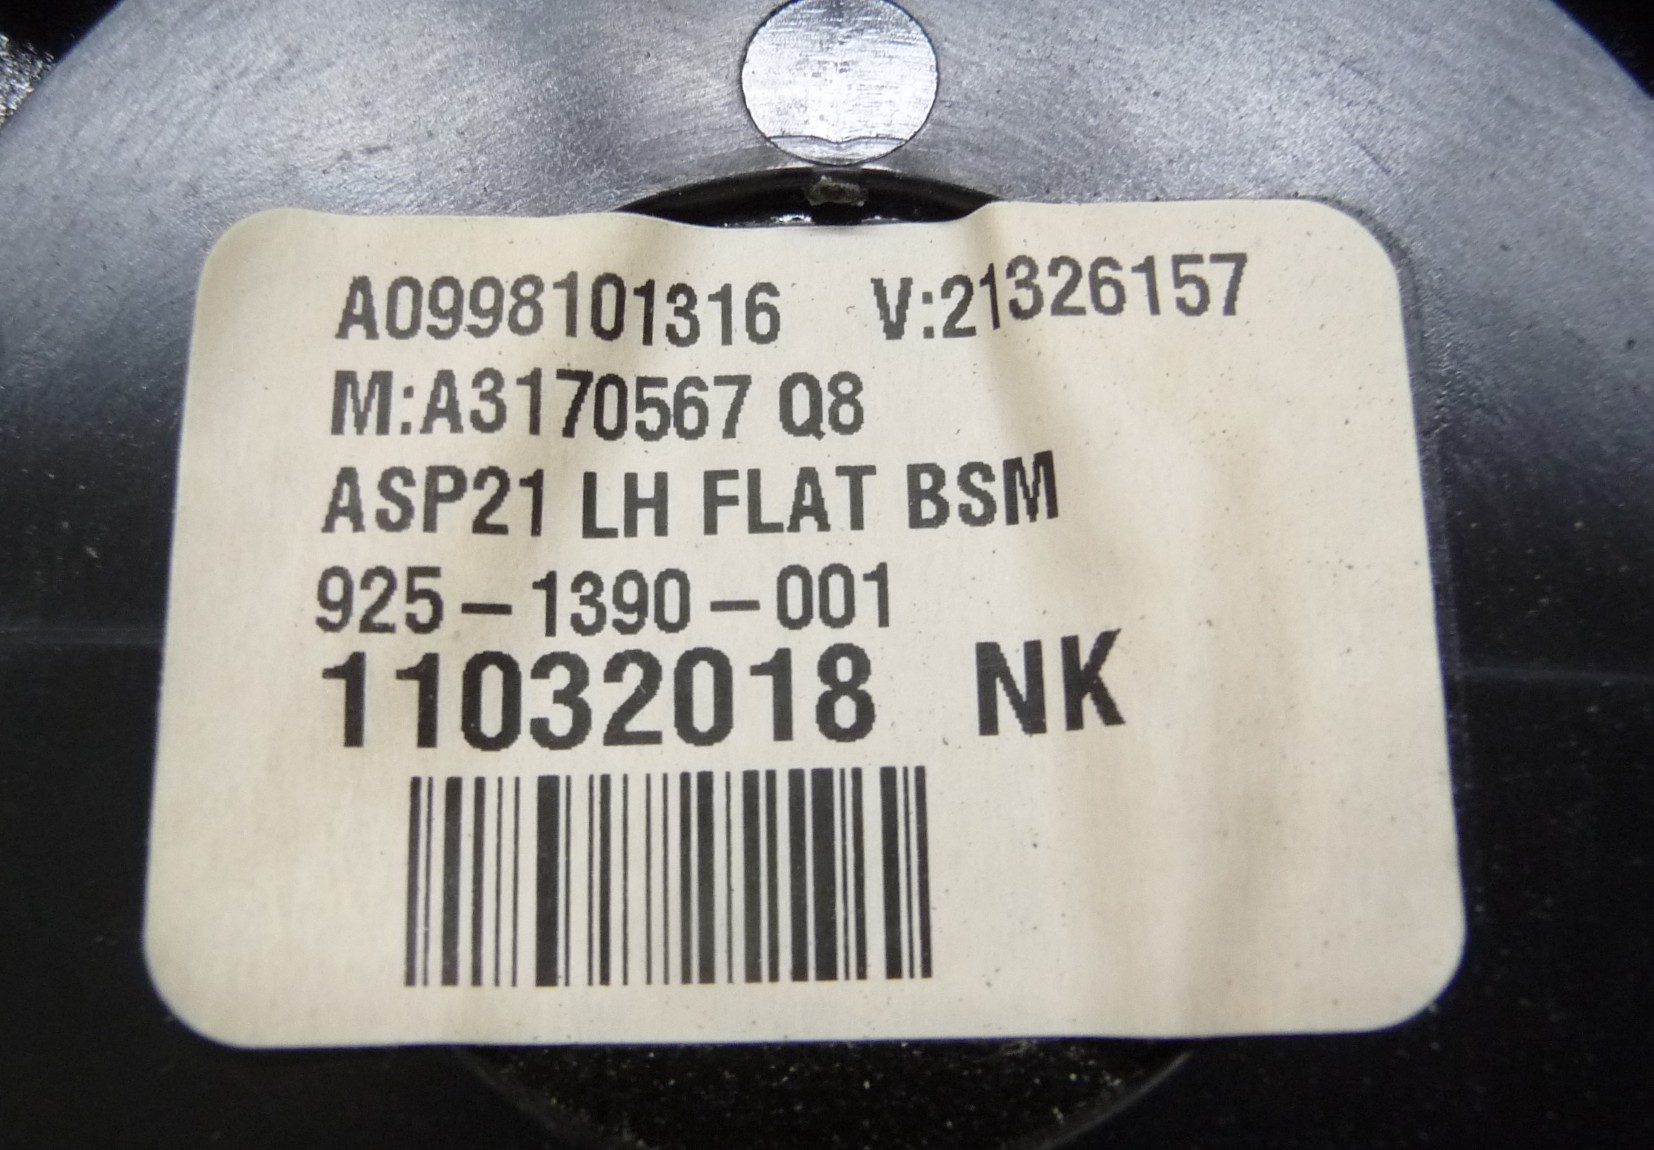 A0998101316 V:21326157
M:A3170567 Q8
ASP21 LH FLAT BSM
925-1390-001
11032018 NK